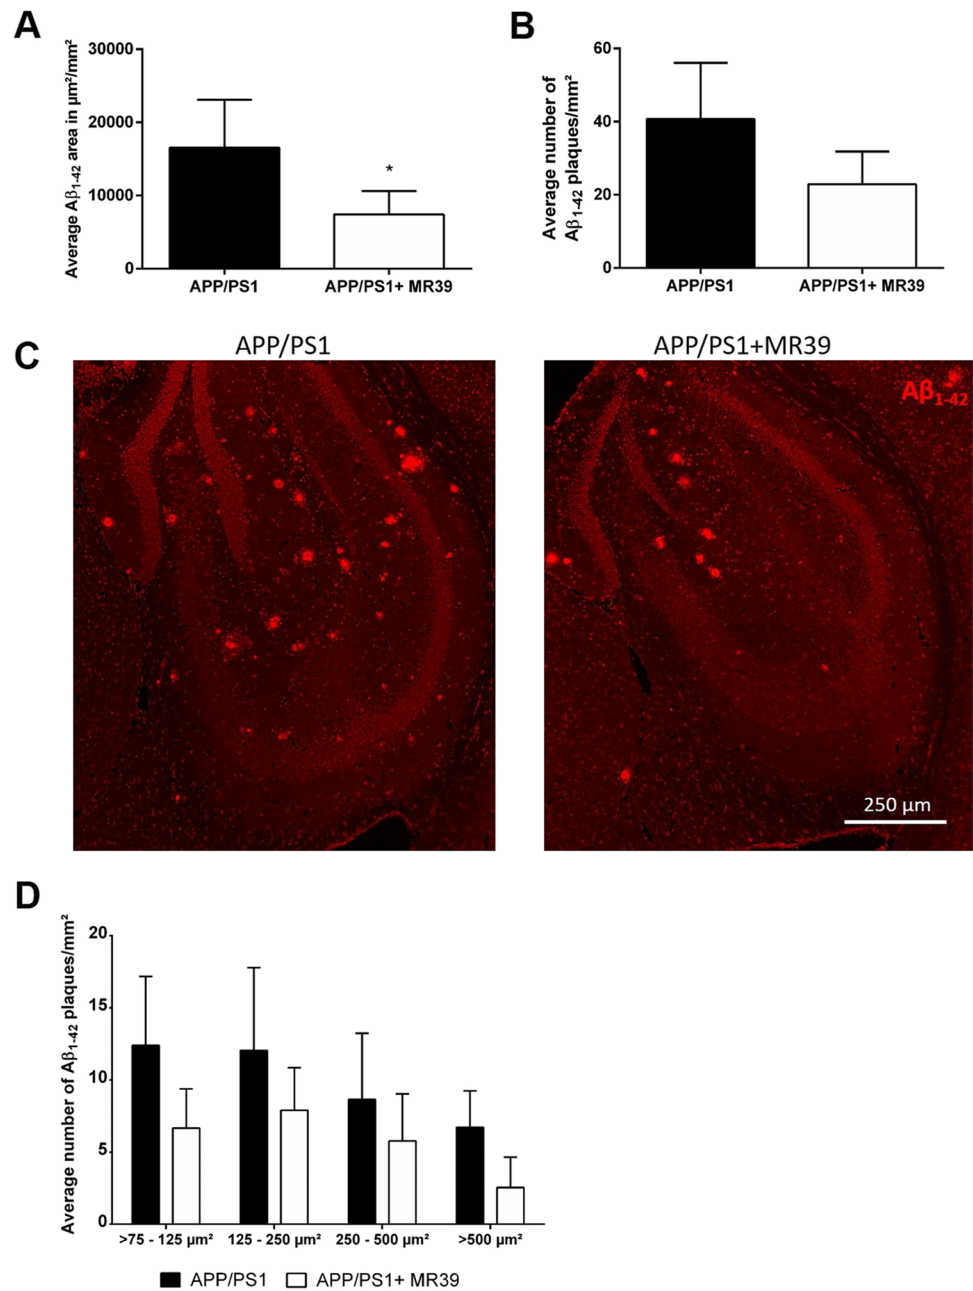 A
Average Aβ1-42 area in µm²/mm²
30000
20000
10000
0
*
APP/PS1
APP/PS1+ MR39
B
Average number of
Aβ1-42 plaques/mm²
60
40
20
0
APP/PS1
APP/PS1+ MR39
C
APP/PS1
APP/PS1+MR39
Aβ1-42
250 µm
D
Average number of Aβ1-42 plaques/mm²
20
15
10
5
0
>75 - 125 µm²
125 - 250 µm²
250 - 500 µm²
>500 µm²
APP/PS1
APP/PS1+ MR39